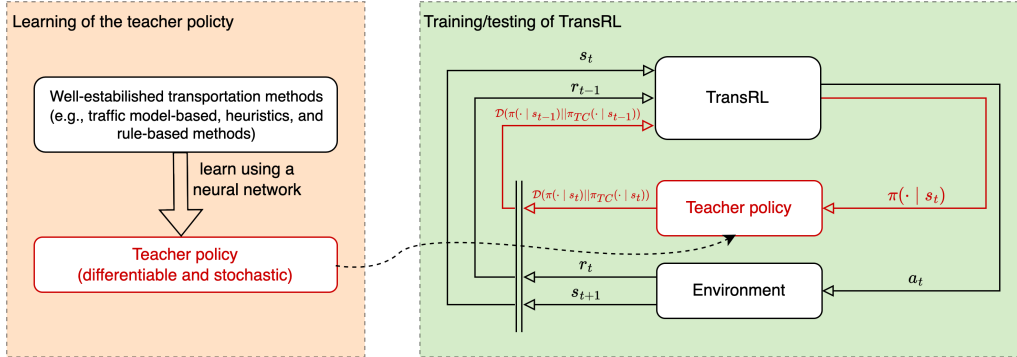 Learning of the teacher policty
Well-estabilished transportation methods
(e.g., traffic model-based, heuristics, and
rule-based methods)
learn using a
neural network
Teacher policy
(differentiable and stochastic)
Training/testing of TransRL
s_t
r_{t-1}
D(π(· | s_{t-1})||π_{TC}(· | s_{t-1}))
TransRL
D(π(· | s_t)||π_{TC}(· | s_t))
Teacher policy
π(· | s_t)
r_t
s_{t+1}
Environment
a_t